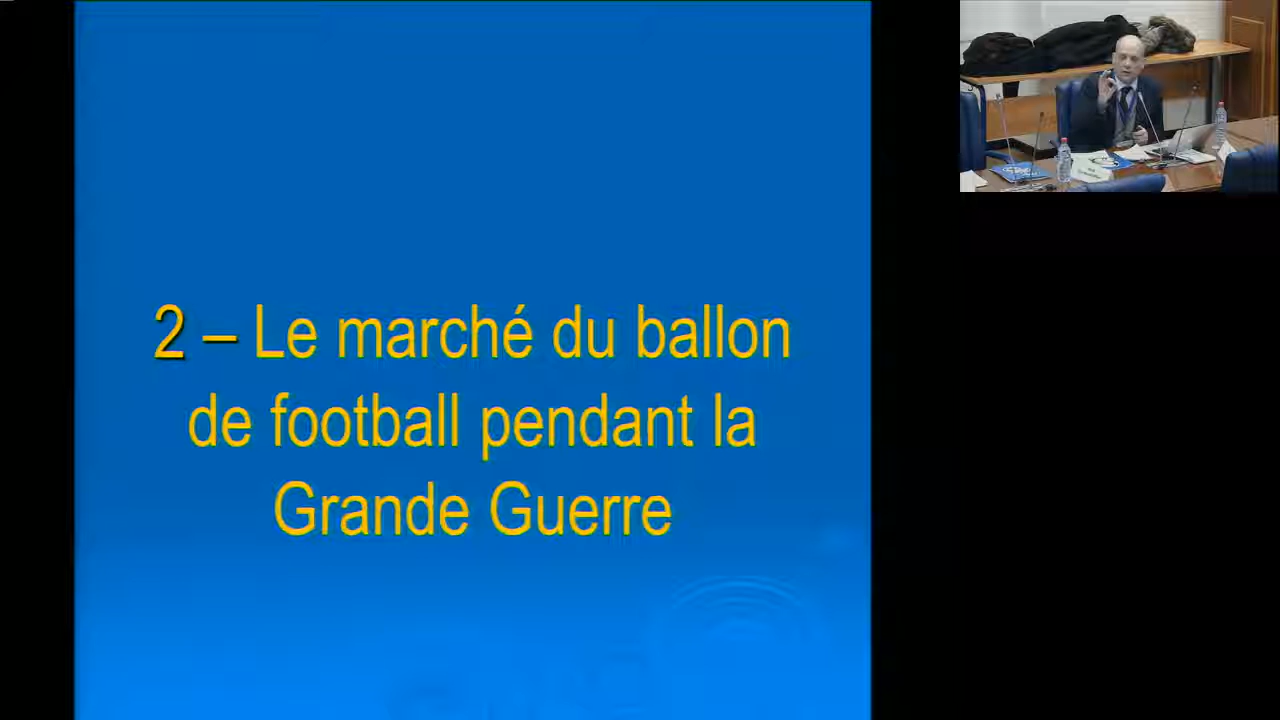 2 – Le marché du ballon
de football pendant la
Grande Guerre